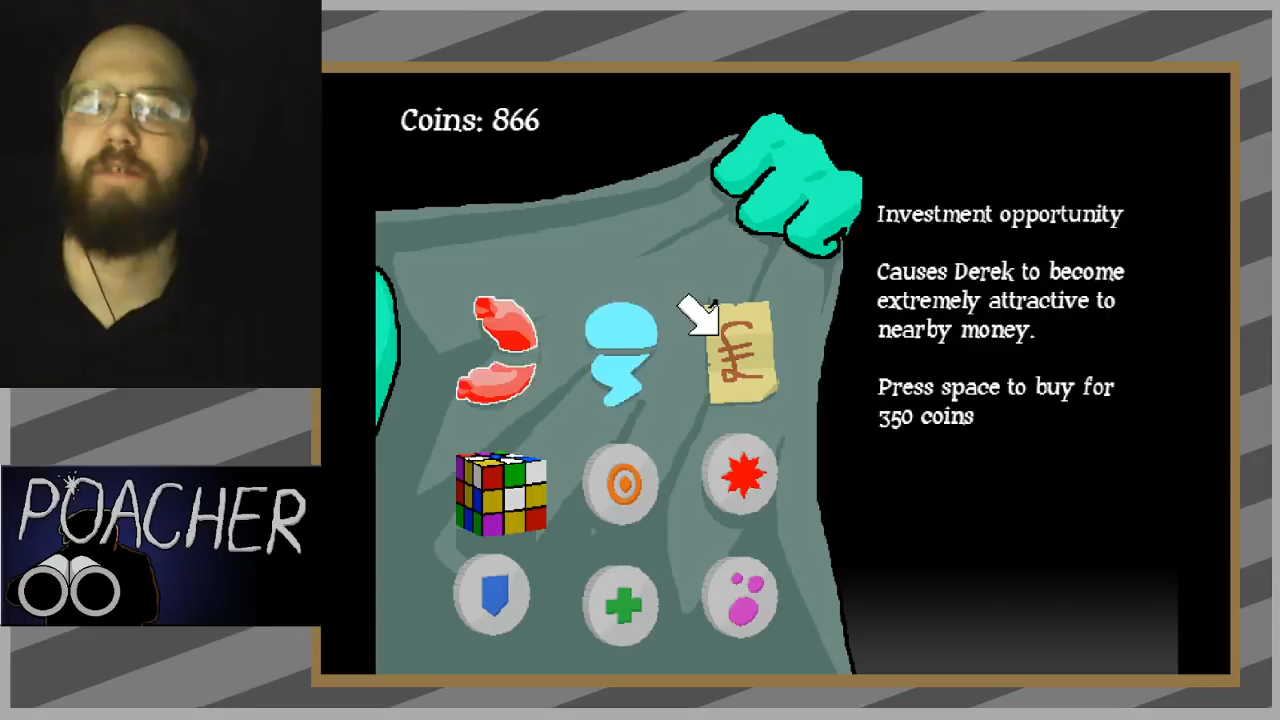 Coins: 866
Investment opportunity
Causes Derek to become
extremely attractive to
nearby money.
Press space to buy for
350 coins
POACHER